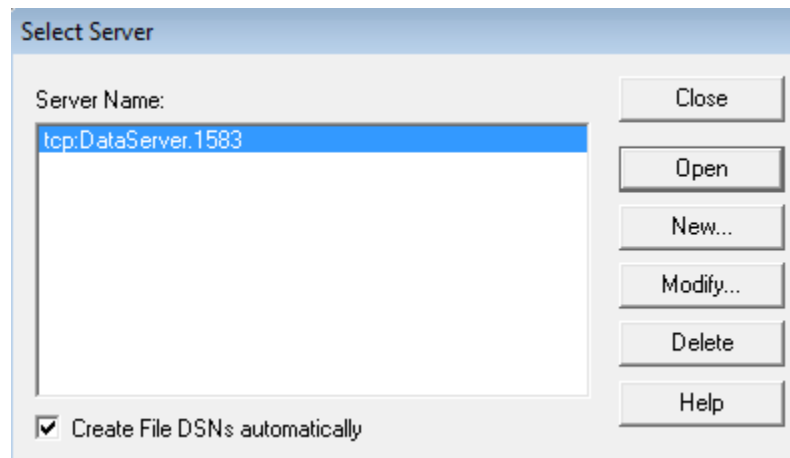 Select Server
Server Name:
tcp:DataServer.1583
Close
Open
New...
Modify...
Delete
Help
Create File DSNs automatically